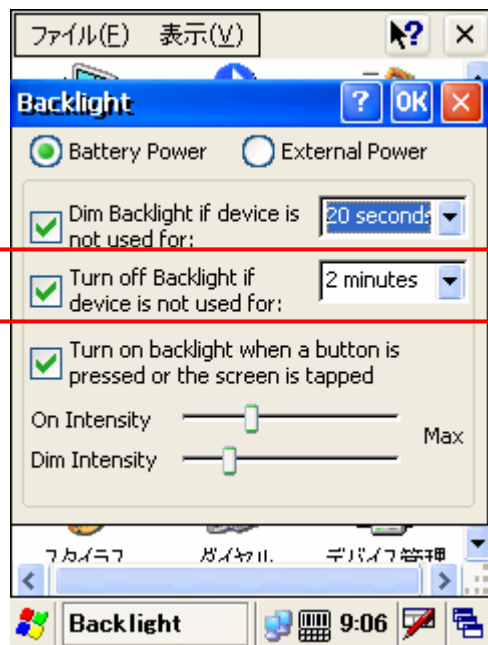 ファイル(F) 表示(V)
Backlight ? OK
Battery Power External Power
Dim Backlight if device is not used for: 20 seconds
Turn off Backlight if device is not used for: 2 minutes
Turn on backlight when a button is
pressed or the screen is tapped
On Intensity
Max
Dim Intensity
デバイス管理
Backlight 9:06